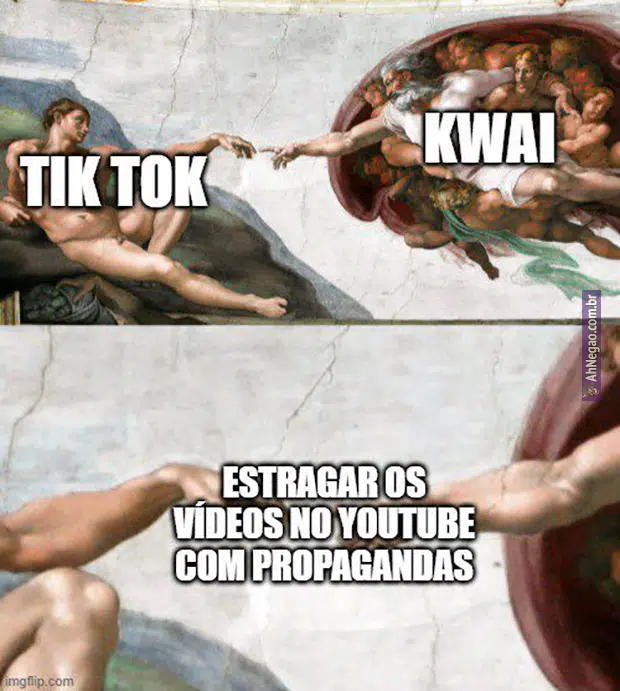 KWAI
TIK TOK
AhNegao.com.br
ESTRAGAR OS
VÍDEOS NO YOUTUBE
COM PROPAGANDAS
imgflip.com